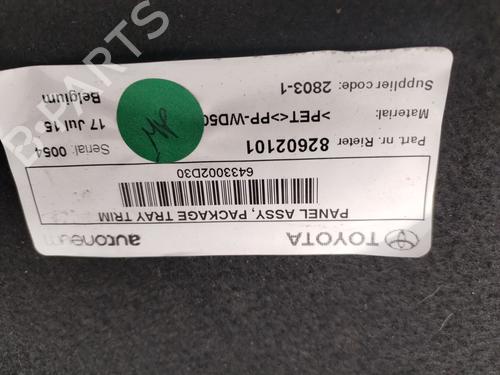 TOYOTA autoneum
PANEL ASSY, PACKAGE TRAY TRIM
6433002D30
Part. nr. Rieter 82602101 Serial: 0054
Material: >PET<>PP-WD50 17 Jul 15
Supplier code: 2803-1 Belgium
B-PARTS